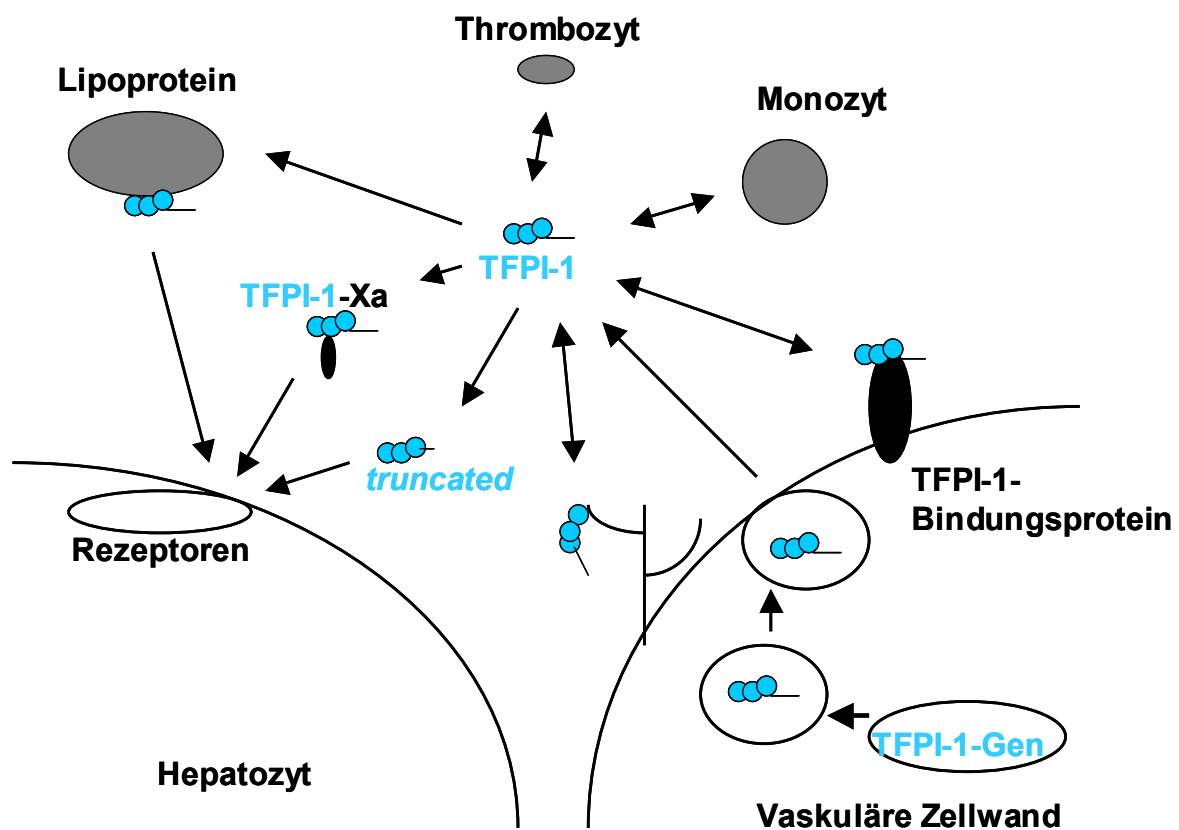 Thrombozyt
Lipoprotein
Monozyt
TFPI-1
TFPI-1-Xa
truncated
TFPI-1-
Bindungsprotein
Rezeptoren
TFPI-1-Gen
Hepatozyt
Vaskuläre Zellwand